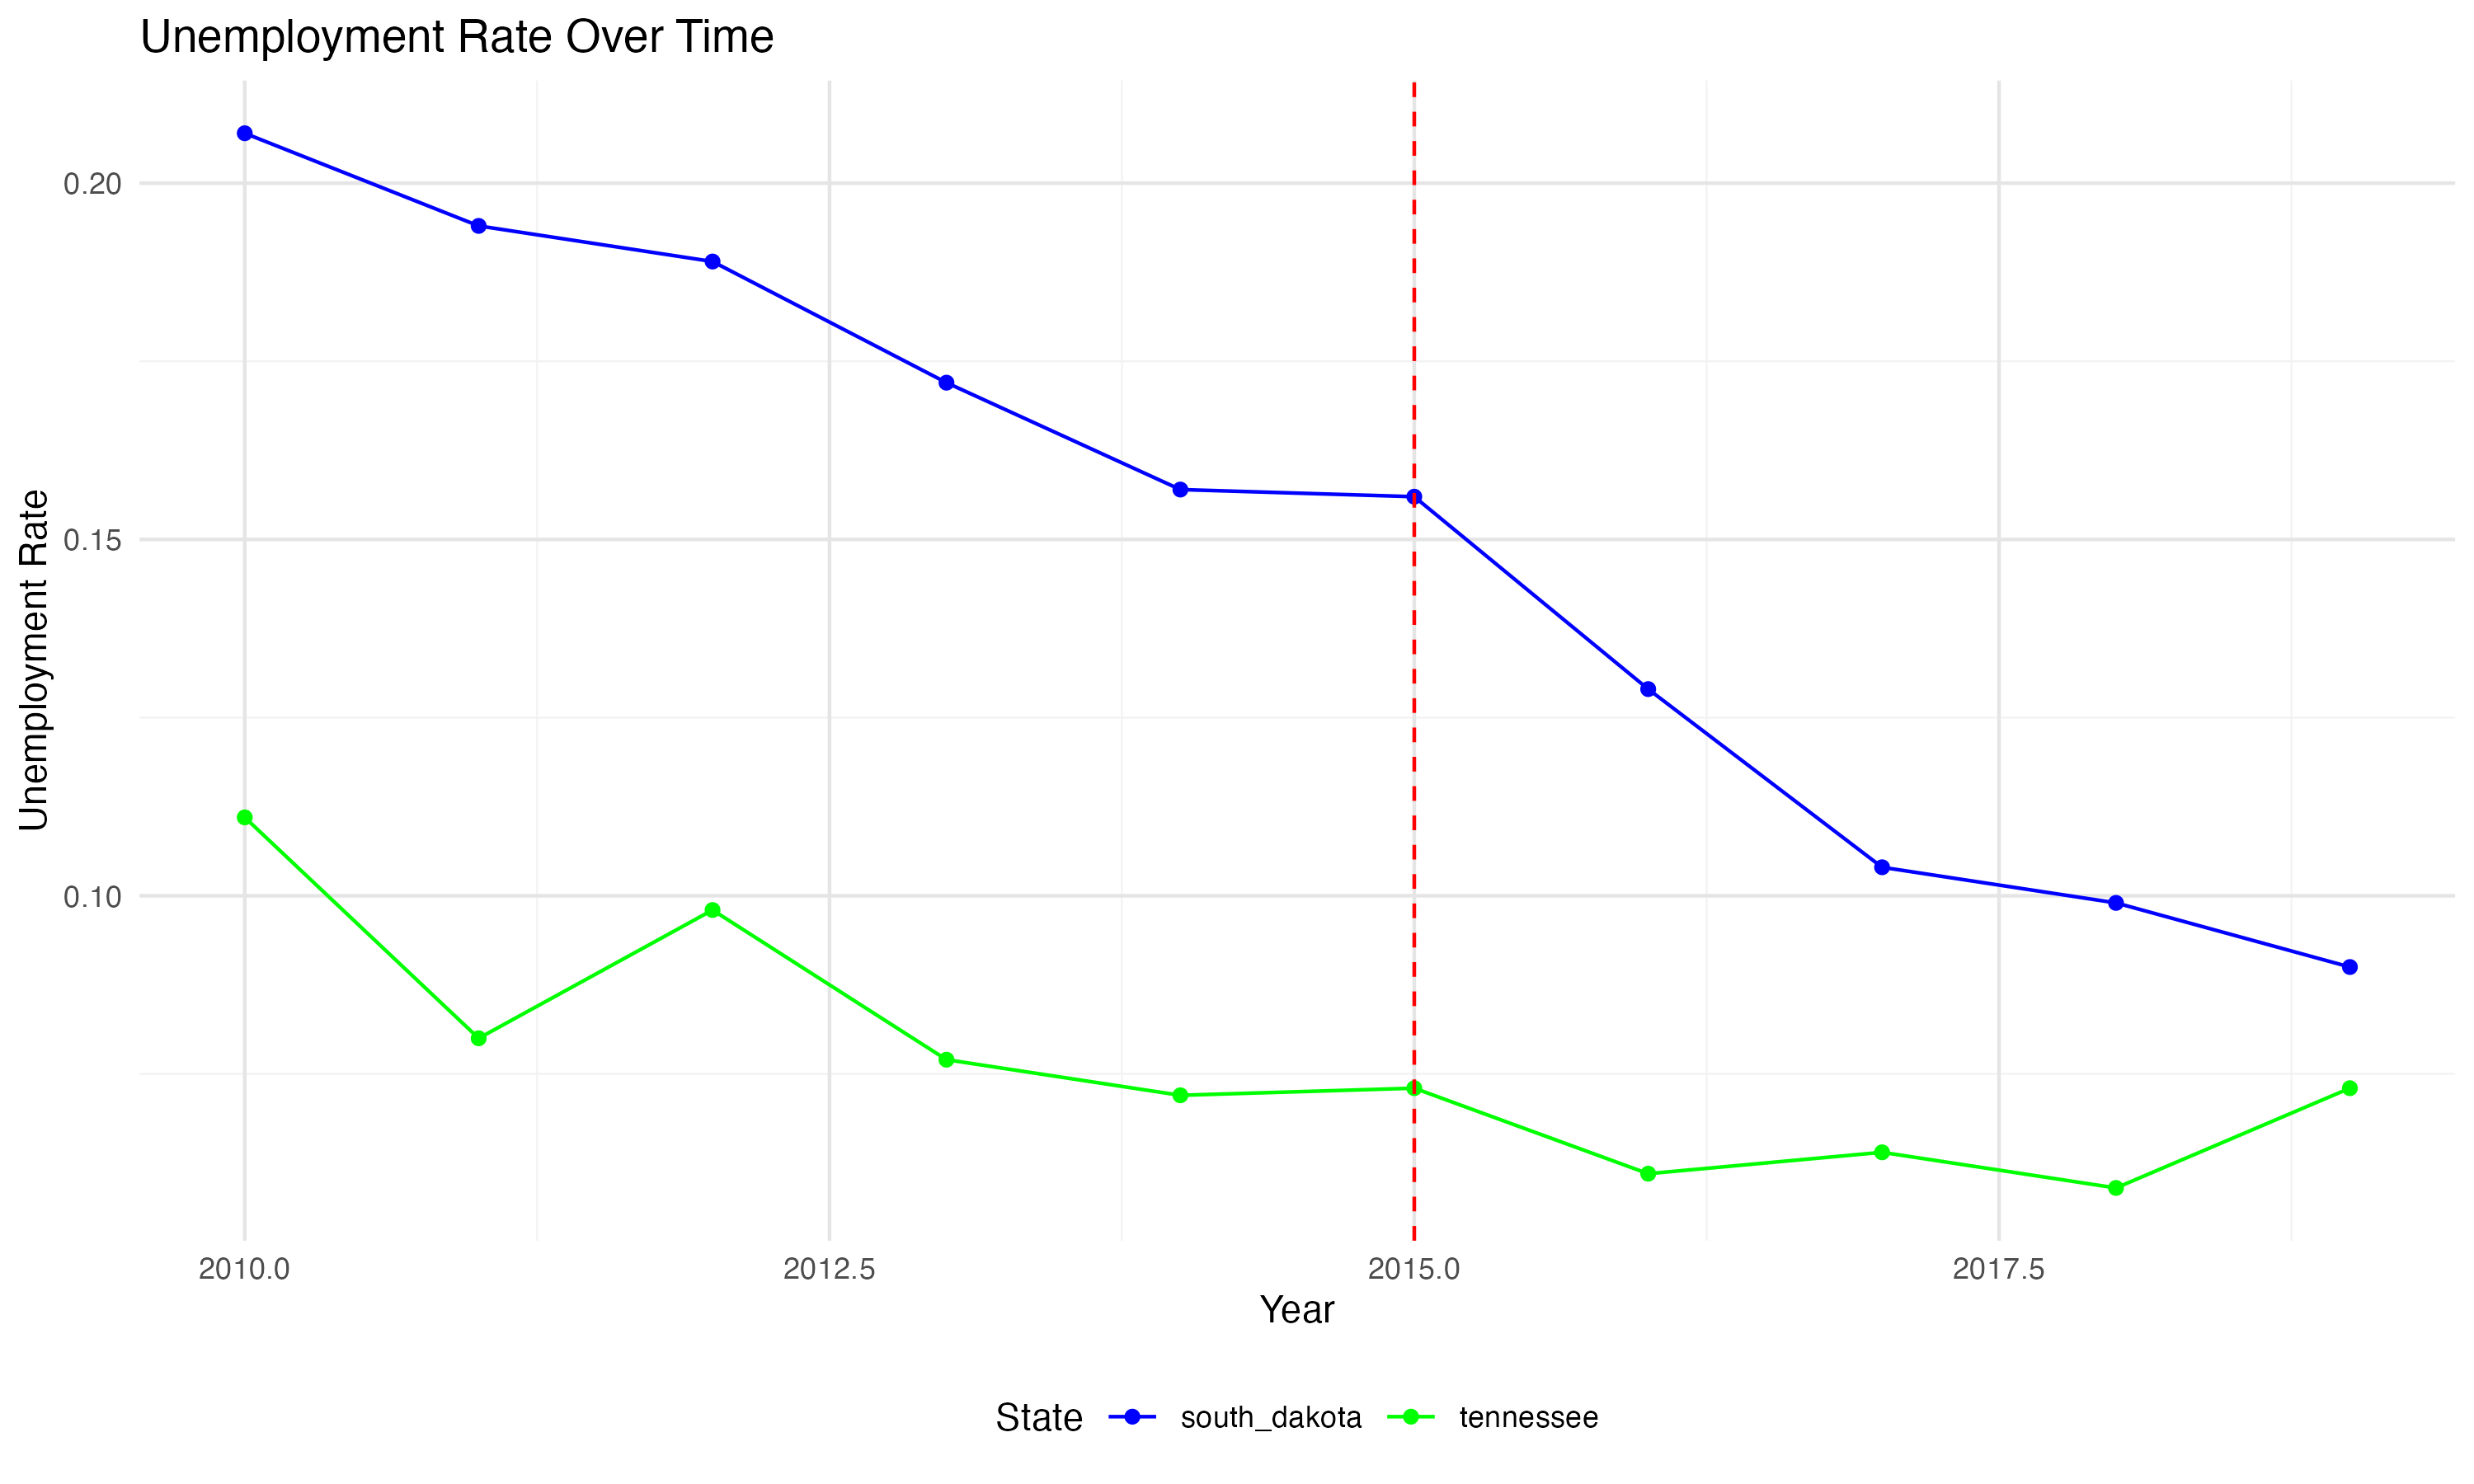 Unemployment Rate Over Time
Unemployment Rate
0.20
0.15
0.10
2010.0 2012.5 2015.0 2017.5
Year
State south_dakota tennessee